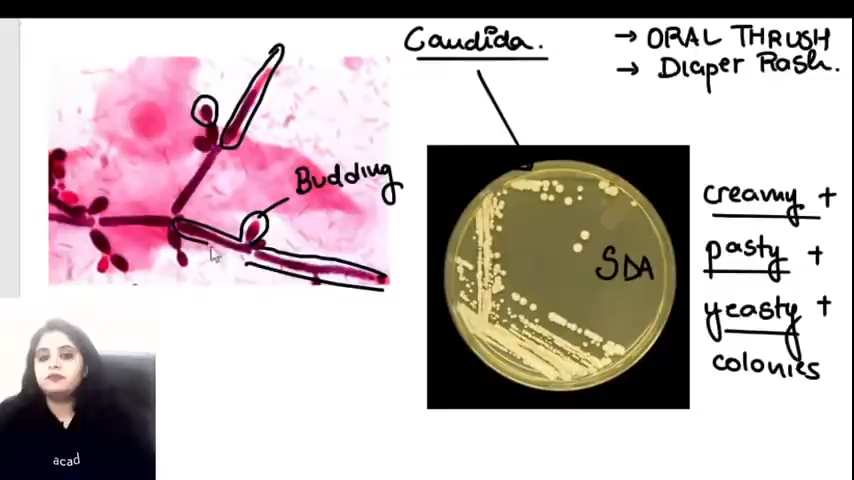 Candida.
→ ORAL THRUSH
→ Diaper Rash.
Budding
SDA
creamy +
pasty +
yeasty +
colonies
acad